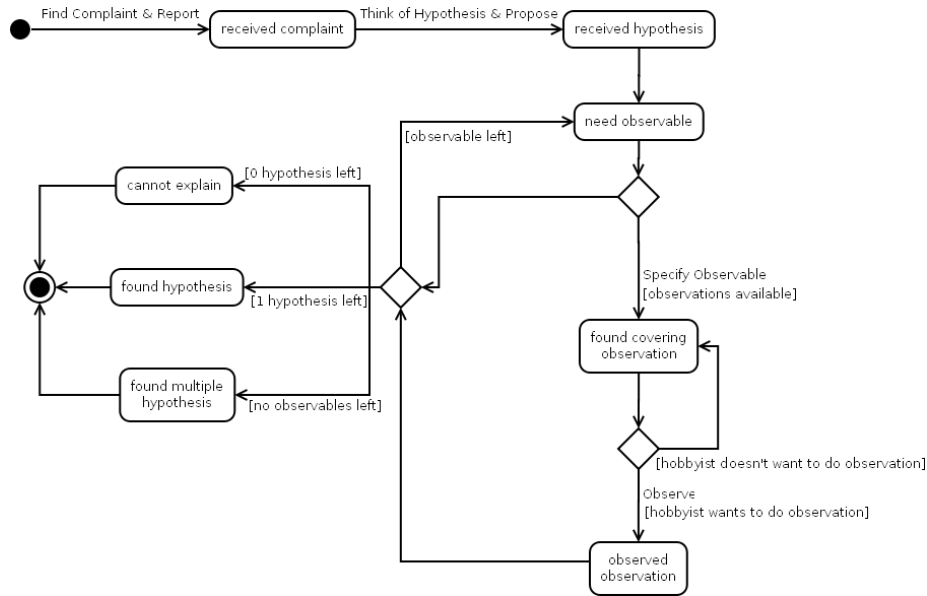 Find Complaint & Report
Think of Hypothesis & Propose
received complaint
received hypothesis
need observable
[observable left]
[0 hypothesis left]
cannot explain
Specify Observable
[observations available]
found hypothesis
[1 hypothesis left]
found covering
observation
found multiple
hypothesis
[no observables left]
[hobbyist doesn't want to do observation]
Observe
[hobbyist wants to do observation]
observed
observation